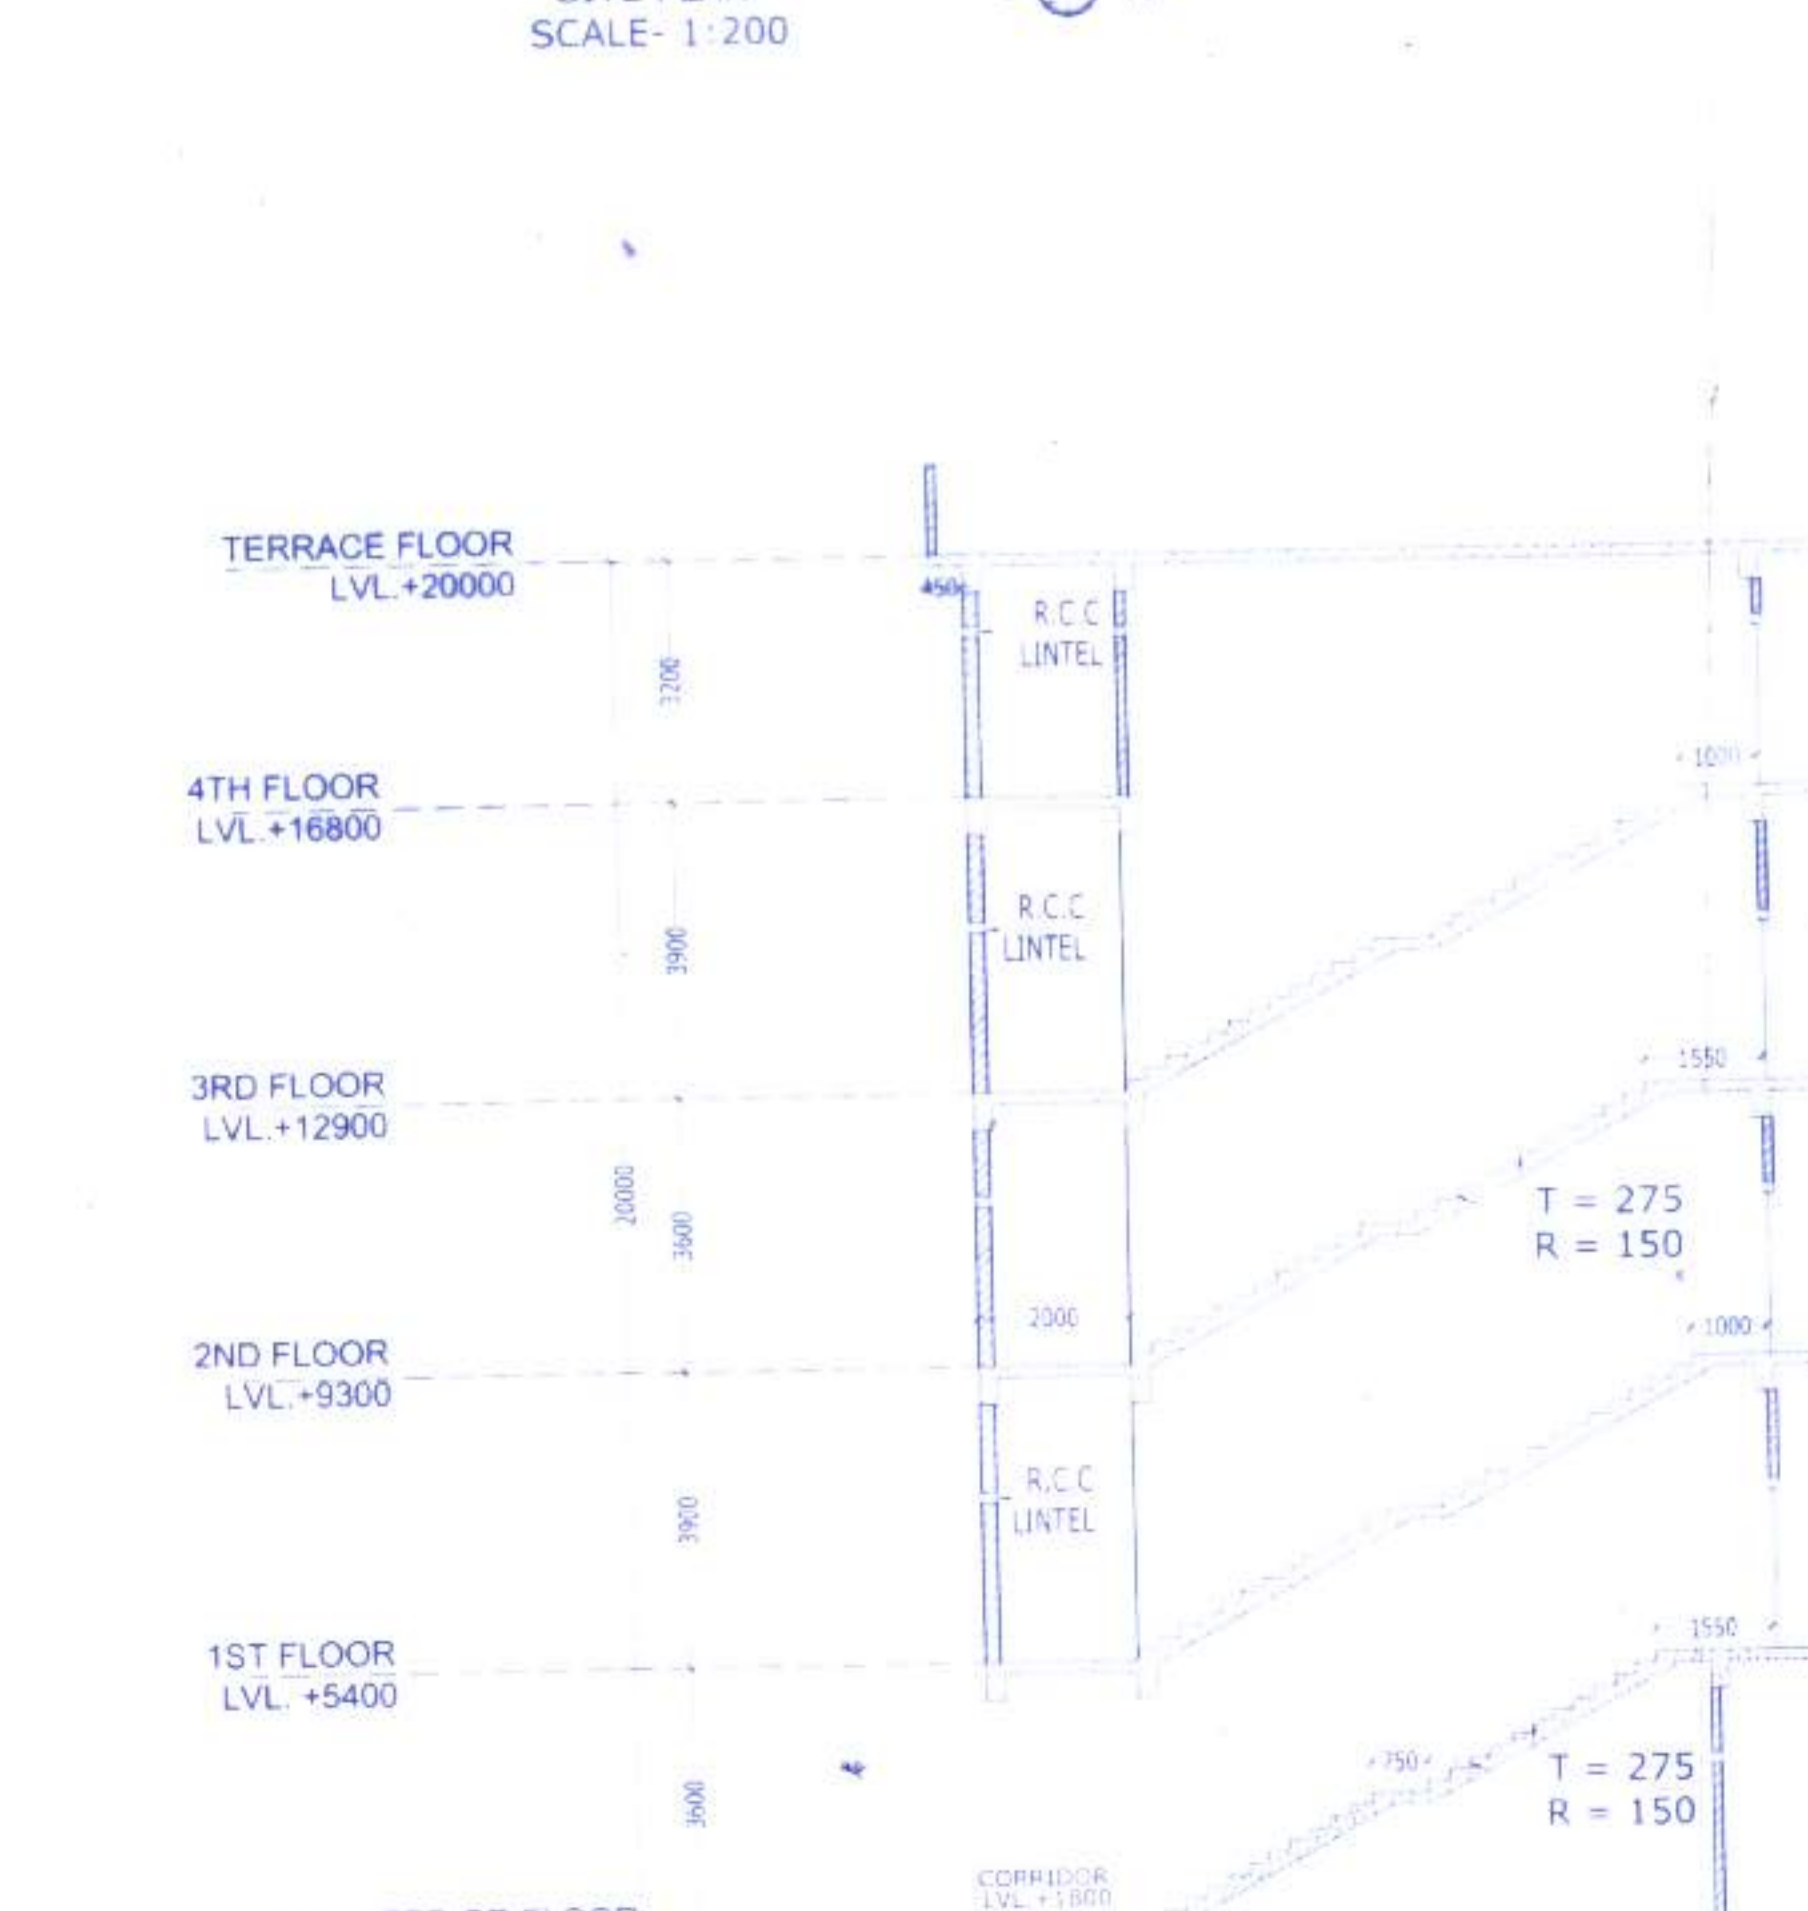 SCALE- 1:200
TERRACE FLOOR
LVL.+20000
450
R.C.C
LINTEL
3200
1000
4TH FLOOR
LVL.+16800
R.C.C
LINTEL
3900
1550
3RD FLOOR
LVL.+12900
20000
3600
T = 275
R = 150
2000
1000
2ND FLOOR
LVL.+9300
R.C.C
LINTEL
3900
1550
1ST FLOOR
LVL. +5400
750
T = 275
R = 150
3600
CORRIDOR
LVL.+1800